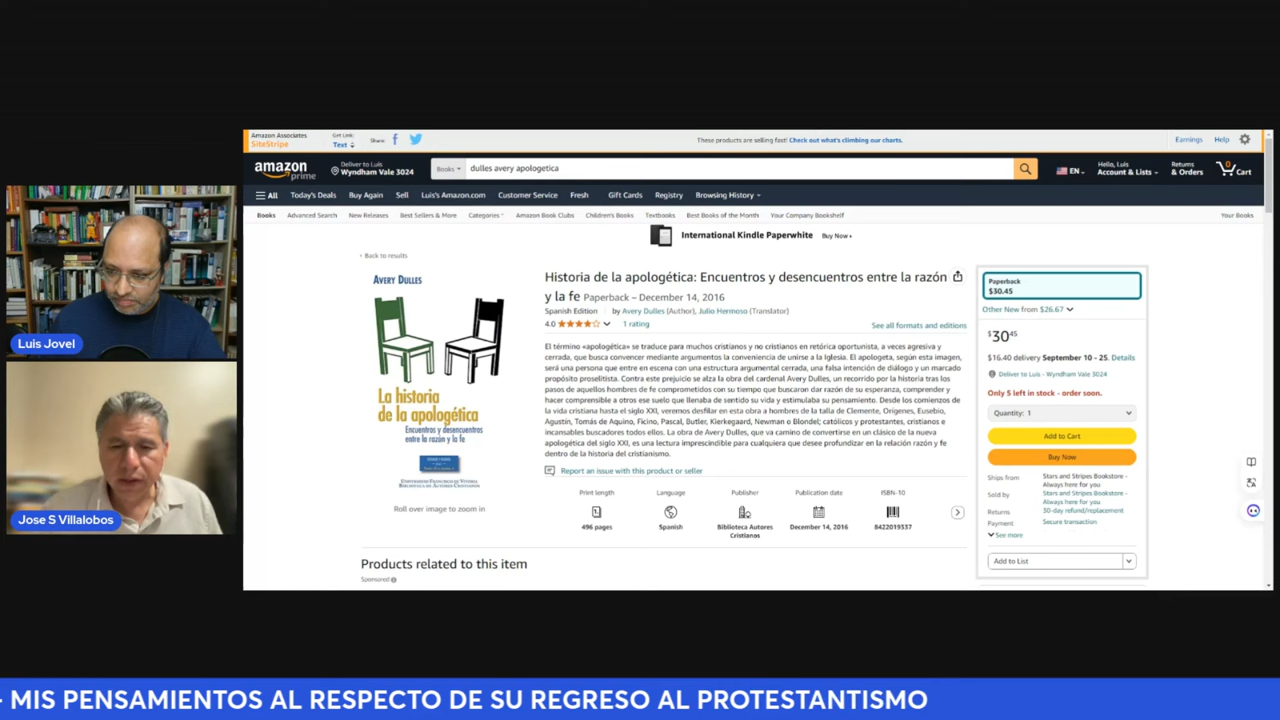 Luis Jovel
Jose S Villalobos
Amazon Associates
SiteStripe
Get Link:
Text
Share:
These products are selling fast! Check out what's climbing our charts.
Earnings
Help
amazon
prime
Deliver to Luis
Wyndham Vale 3024
Books
dulles avery apologetica
EN
Hello, Luis
Account & Lists
Returns
& Orders
0
Cart
All
Today's Deals
Buy Again
Sell
Luis's Amazon.com
Customer Service
Fresh
Gift Cards
Registry
Browsing History
Books
Advanced Search
New Releases
Best Sellers & More
Categories
Amazon Book Clubs
Children's Books
Textbooks
Best Books of the Month
Your Company Bookshelf
Your Books
International Kindle Paperwhite
Buy Now
‹ Back to results
AVERY DULLES
La historia
de la apologética
Encuentros y desencuentros
entre la razón y la fe
UNIVERSIDAD FRANCISCO DE VITORIA
BIBLIOTECA DE AUTORES CRISTIANOS
Roll over image to zoom in
Historia de la apologética: Encuentros y desencuentros entre la razón
y la fe Paperback – December 14, 2016
Spanish Edition | by Avery Dulles (Author), Julio Hermoso (Translator)
4.0
1 rating
See all formats and editions
El término «apologética» se traduce para muchos cristianos y no cristianos en retórica oportunista, a veces agresiva y
cerrada, que busca convencer mediante argumentos la conveniencia de unirse a la Iglesia. El apologeta, según esta imagen,
será una persona que entre en escena con una estructura argumental cerrada, una falsa intención de diálogo y un marcado
propósito proselitista. Contra este prejuicio se alza la obra del cardenal Avery Dulles, un recorrido por la historia tras los
pasos de aquellos hombres de fe comprometidos con su tiempo que buscaron dar razón de su esperanza, comprender y
hacer comprensible a otros ese suelo que llenaba de sentido su vida y estimulaba su pensamiento. Desde los comienzos de
la vida cristiana hasta el siglo XXI, veremos desfilar en esta obra a hombres de la talla de Clemente, Orígenes, Eusebio,
Agustín, Tomás de Aquino, Ficino, Pascal, Butler, Kierkegaard, Newman o Blondel; católicos y protestantes, cristianos e
incansables buscadores todos ellos. La obra de Avery Dulles, que va camino de convertirse en un clásico de la nueva
apologética del siglo XXI, es una lectura imprescindible para cualquiera que desee profundizar en la relación razón y fe
dentro de la historia del cristianismo.
Report an issue with this product or seller
Print length
496 pages
Language
Spanish
Publisher
Biblioteca Autores
Cristianos
Publication date
December 14, 2016
ISBN-10
8422019337
Products related to this item
Sponsored
Paperback
$30.45
Other New from $26.67
$30 45
$16.40 delivery September 10 - 25. Details
Deliver to Luis - Wyndham Vale 3024
Only 5 left in stock - order soon.
Quantity: 1
Add to Cart
Buy Now
Ships from
Stars and Stripes Bookstore -
Always here for you
Sold by
Stars and Stripes Bookstore -
Always here for you
Returns
30-day refund/replacement
Payment
Secure transaction
See more
Add to List
- MIS PENSAMIENTOS AL RESPECTO DE SU REGRESO AL PROTESTANTISMO